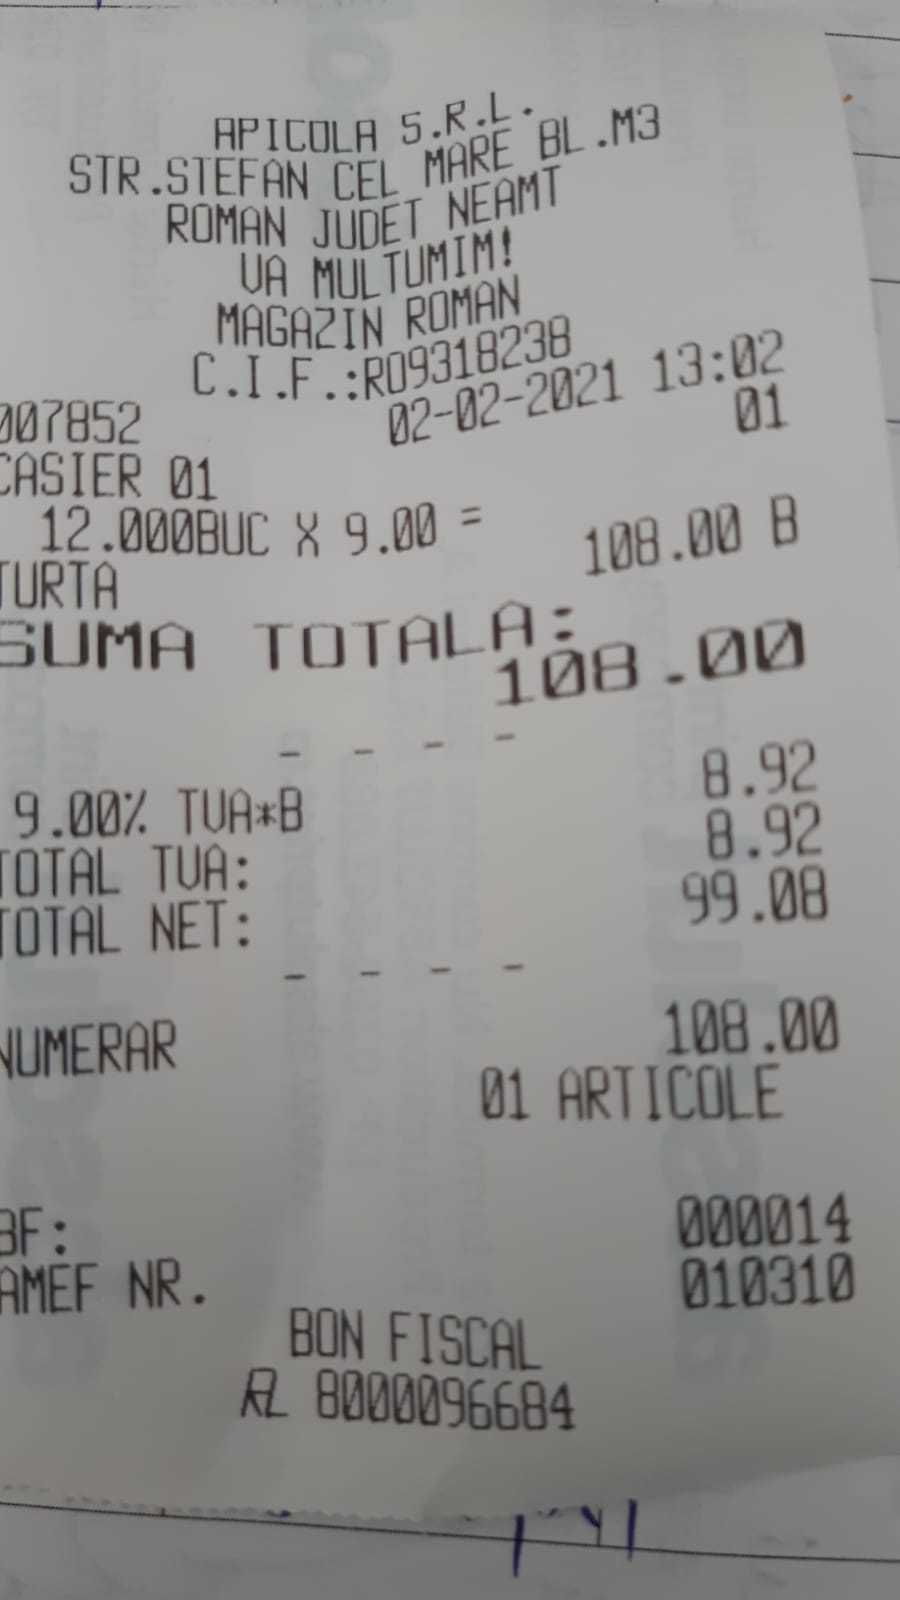 APICOLA S.R.L.
STR.STEFAN CEL MARE BL.M3
ROMAN JUDET NEAMT
VA MULTUMIM!
MAGAZIN ROMAN
C.I.F.:RO9318238
007852 02-02-2021 13:02
CASIER 01 01
12.000BUC X 9.00 =
TURTA 108.00 B
SUMA TOTALA:
108.00
- - - -
9.00% TVA*B 8.92
TOTAL TVA: 8.92
TOTAL NET: 99.08
- - - -
NUMERAR 108.00
01 ARTICOLE
BF: 000014
AMEF NR. 010310
BON FISCAL
8000096684